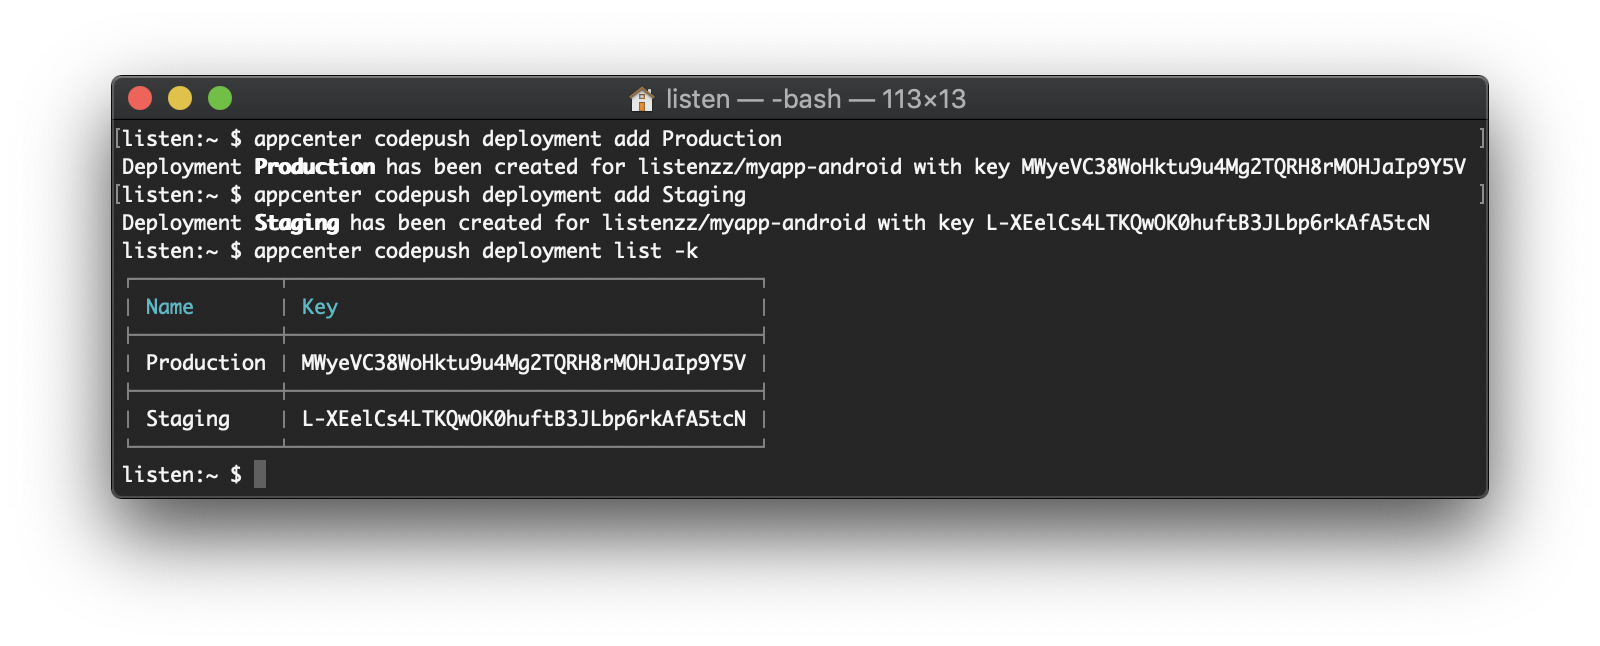 listen — -bash — 113×13
listen:~ $ appcenter codepush deployment add Production
Deployment Production has been created for listenzz/myapp-android with key MWyeVC38WoHktu9u4Mg2TQRH8rMOHJaIp9Y5V
listen:~ $ appcenter codepush deployment add Staging
Deployment Staging has been created for listenzz/myapp-android with key L-XEelCs4LTKQwOK0huftB3JLbp6rkAfA5tcN
listen:~ $ appcenter codepush deployment list -k
Name Key
Production MWyeVC38WoHktu9u4Mg2TQRH8rMOHJaIp9Y5V
Staging L-XEelCs4LTKQwOK0huftB3JLbp6rkAfA5tcN
listen:~ $